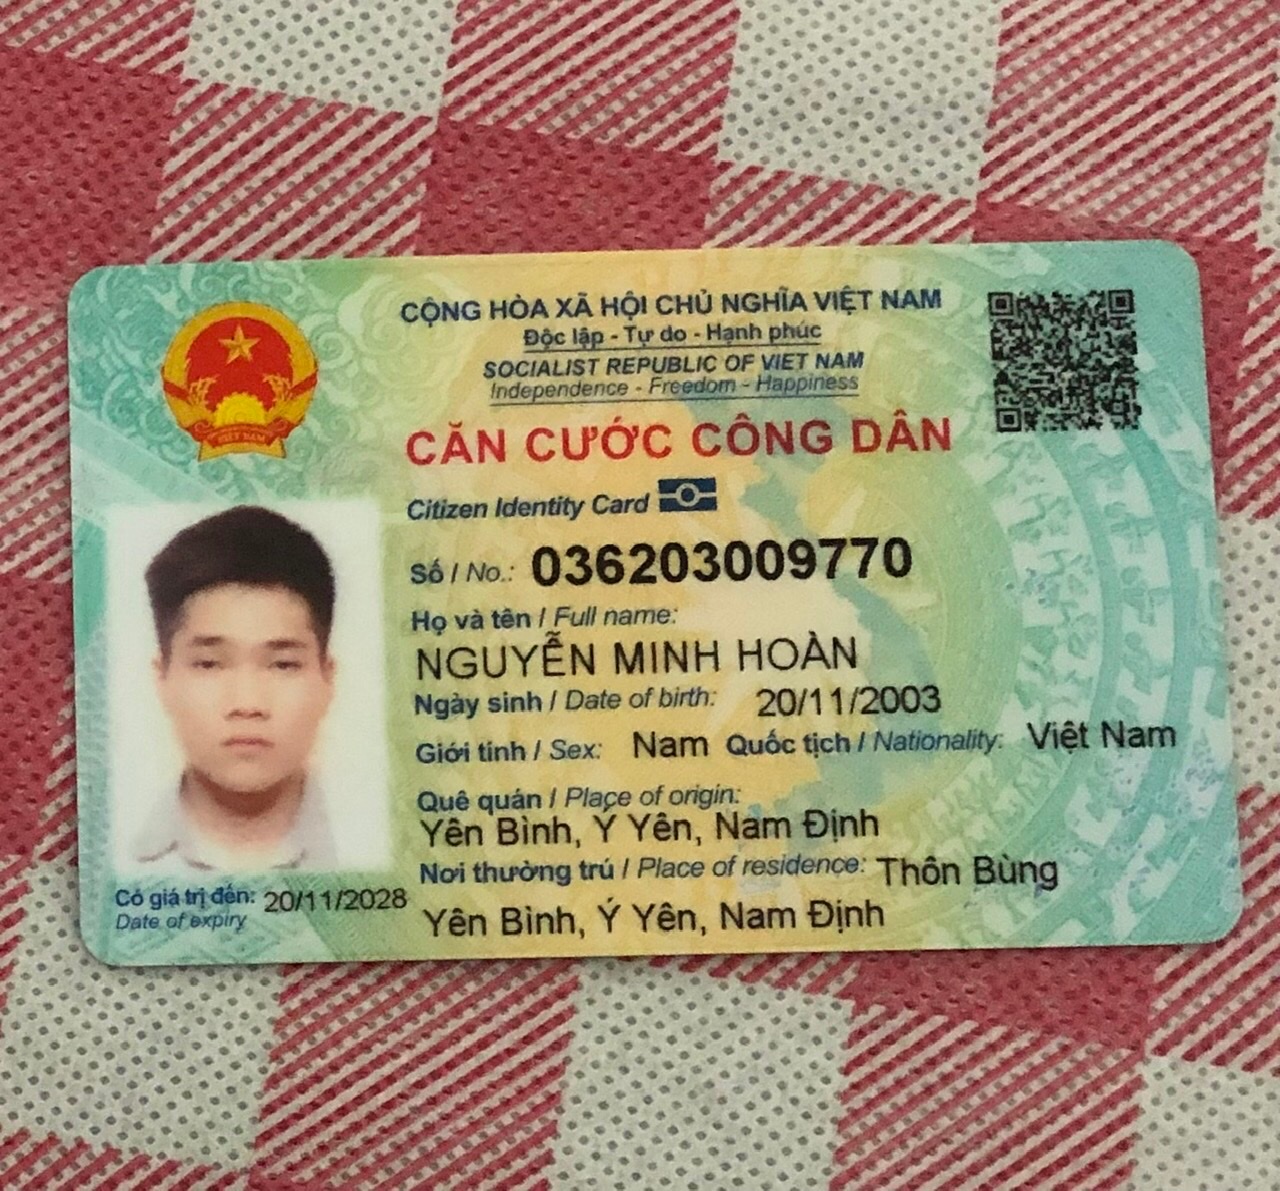 CỘNG HÒA XÃ HỘI CHỦ NGHĨA VIỆT NAM
Độc lập - Tự do - Hạnh phúc
SOCIALIST REPUBLIC OF VIET NAM
Independence - Freedom - Happiness
CĂN CƯỚC CÔNG DÂN
Citizen Identity Card
Số / No.: 036203009770
Họ và tên / Full name:
NGUYỄN MINH HOÀN
Ngày sinh / Date of birth: 20/11/2003
Giới tính / Sex: Nam Quốc tịch / Nationality: Việt Nam
Quê quán / Place of origin:
Yên Bình, Ý Yên, Nam Định
Nơi thường trú / Place of residence: Thôn Bùng
Yên Bình, Ý Yên, Nam Định
Có giá trị đến: 20/11/2028
Date of expiry
VIỆT NAM